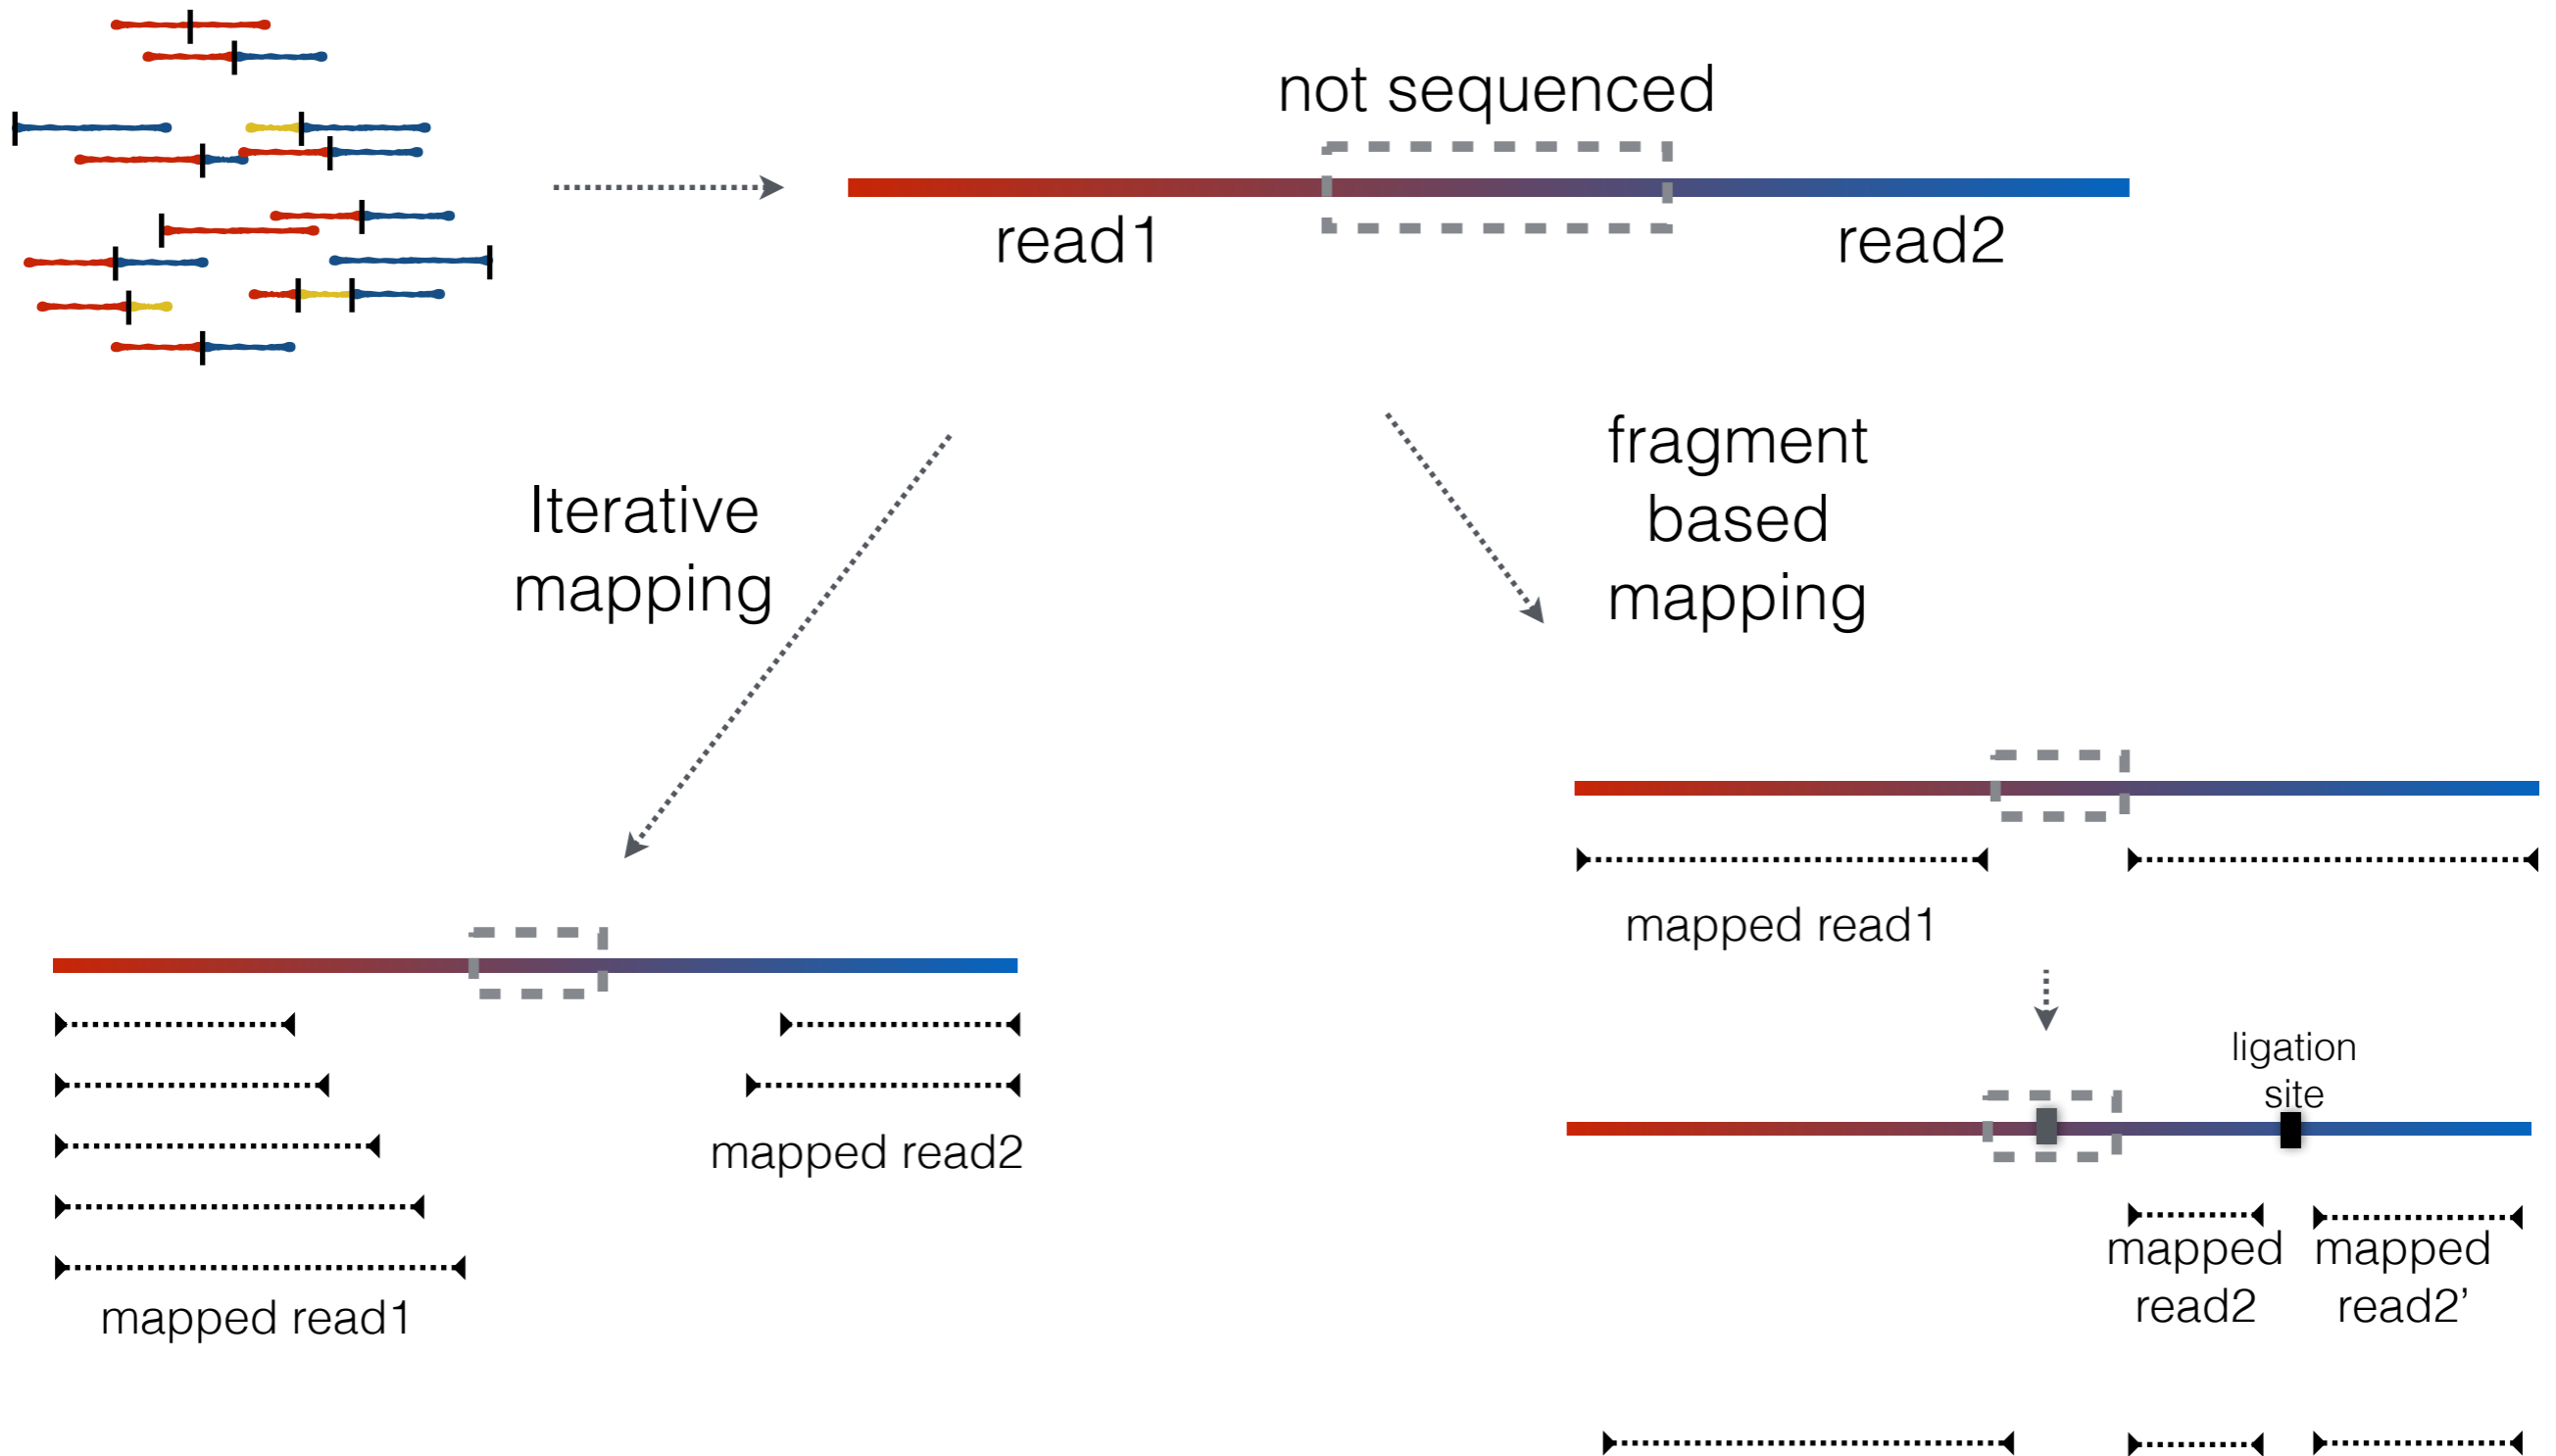 not sequenced
read1
read2
Iterative
mapping
fragment
based
mapping
mapped read1
ligation
site
mapped read2
mapped read1
mapped
read2
mapped
read2’